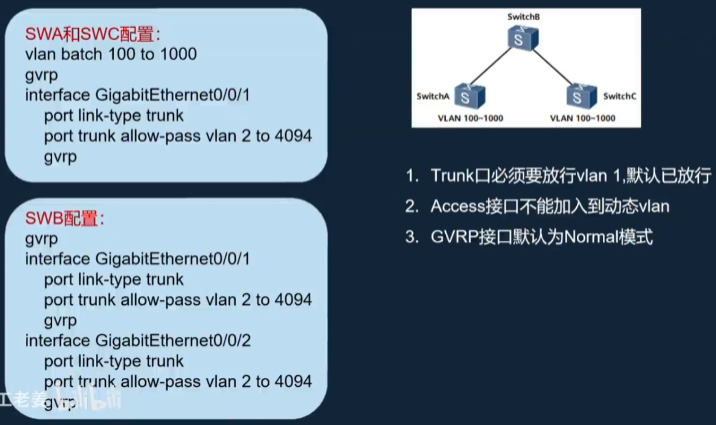 SWA和SWC配置:
vlan batch 100 to 1000
gvrp
interface GigabitEthernet0/0/1
port link-type trunk
port trunk allow-pass vlan 2 to 4094
gvrp
SWB配置:
gvrp
interface GigabitEthernet0/0/1
port link-type trunk
port trunk allow-pass vlan 2 to 4094
gvrp
interface GigabitEthernet0/0/2
port link-type trunk
port trunk allow-pass vlan 2 to 4094
gvrp
工老姜 bilibili
SwitchB
S
SwitchA S S SwitchC
VLAN 100~1000 VLAN 100~1000
1. Trunk口必须要放行vlan 1,默认已放行
2. Access接口不能加入到动态vlan
3. GVRP接口默认为Normal模式